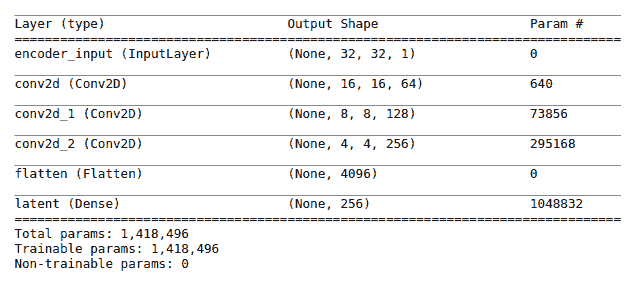 Layer (type) Output Shape Param #
encoder_input (InputLayer) (None, 32, 32, 1) 0
conv2d (Conv2D) (None, 16, 16, 64) 640
conv2d_1 (Conv2D) (None, 8, 8, 128) 73856
conv2d_2 (Conv2D) (None, 4, 4, 256) 295168
flatten (Flatten) (None, 4096) 0
latent (Dense) (None, 256) 1048832
Total params: 1,418,496
Trainable params: 1,418,496
Non-trainable params: 0